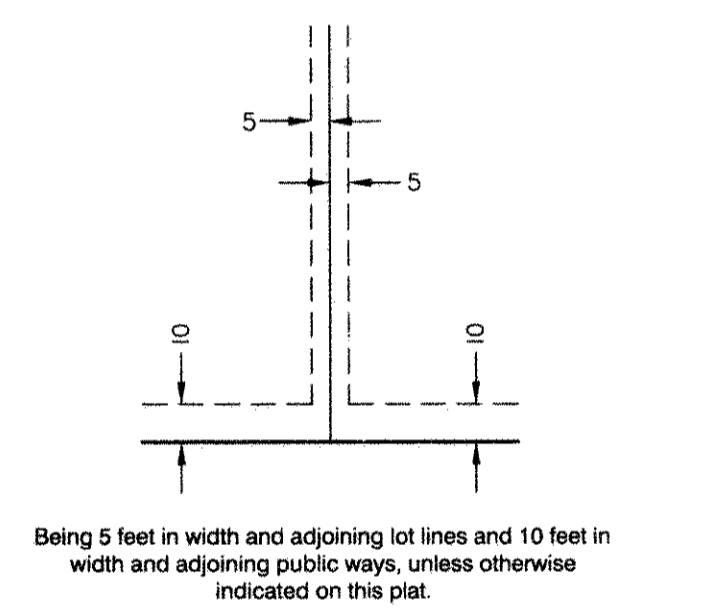 5
5
10
10
Being 5 feet in width and adjoining lot lines and 10 feet in
width and adjoining public ways, unless otherwise
indicated on this plat.